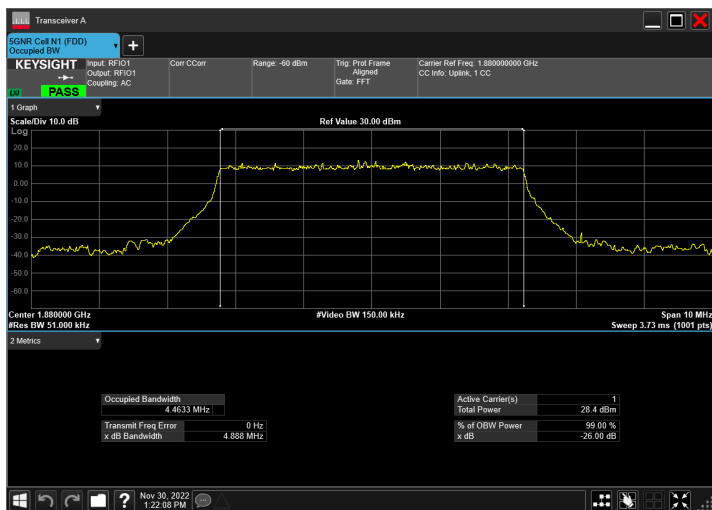 Transceiver A
5GNR Cell N1 (FDD)
Occupied BW
KEYSIGHT
PASS
Input: RFIO1
Output: RFIO1
Coupling: AC
Corr CCorr
Range: -60 dBm
Trig: Prot Frame
Aligned
Gate: FFT
Carrier Ref Freq: 1.880000000 GHz
CC Info: Uplink, 1 CC
1 Graph
Scale/Div 10.0 dB
Ref Value 30.00 dBm
Log
20.0
10.0
0.00
-10.0
-20.0
-30.0
-40.0
-50.0
-60.0
Center 1.880000 GHz
#Video BW 150.00 kHz
Span 10 MHz
#Res BW 51.000 kHz
Sweep 3.73 ms (1001 pts)
2 Metrics
Occupied Bandwidth
4.4633 MHz
Transmit Freq Error 0 Hz
x dB Bandwidth 4.888 MHz
Active Carrier(s) 1
Total Power 28.4 dBm
% of OBW Power 99.00 %
x dB -26.00 dB
Nov 30, 2022
1:22:08 PM